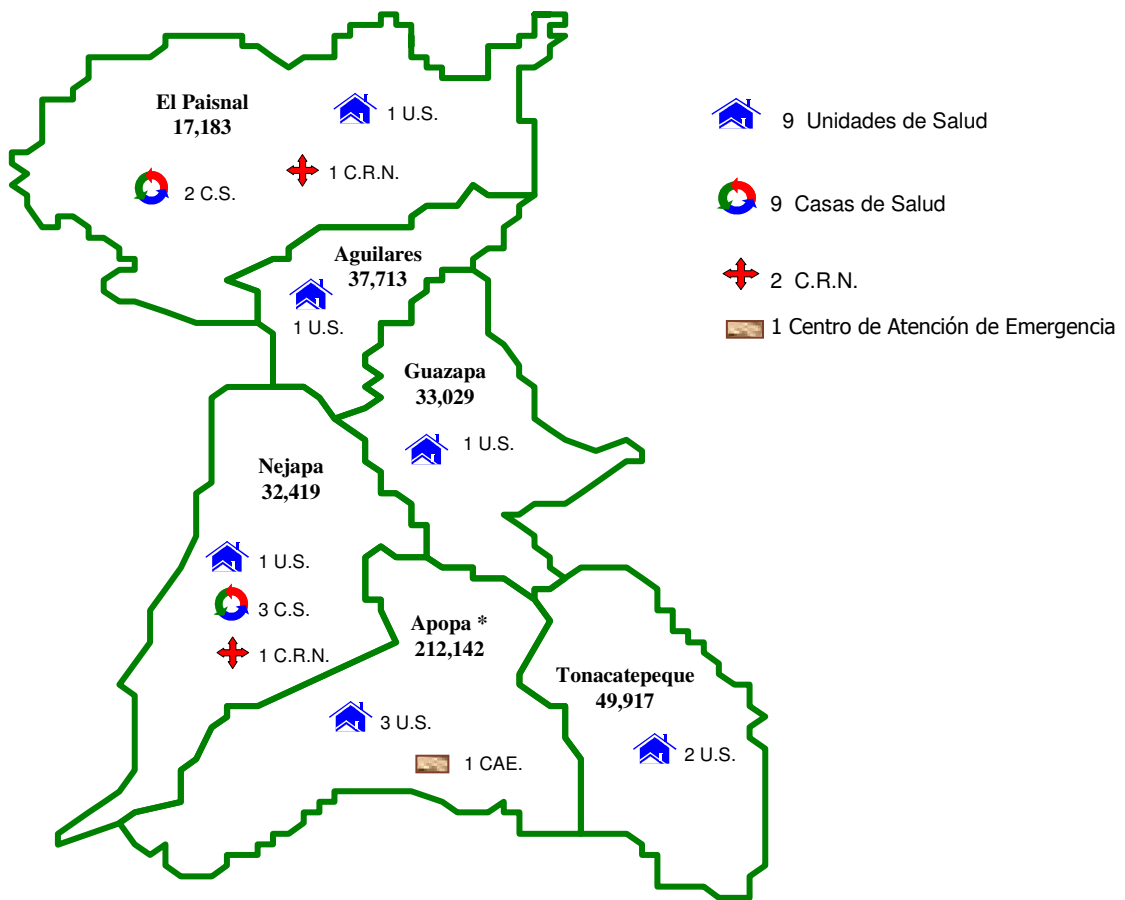 El Paisnal
17,183
1 U.S.
1 C.R.N.
2 C.S.
Aguilares
37,713
1 U.S.
Guazapa
33,029
1 U.S.
Nejapa
32,419
1 U.S.
3 C.S.
1 C.R.N.
Apopa *
212,142
3 U.S.
1 CAE.
Tonacatepeque
49,917
2 U.S.
9 Unidades de Salud
9 Casas de Salud
2 C.R.N.
1 Centro de Atención de Emergencia